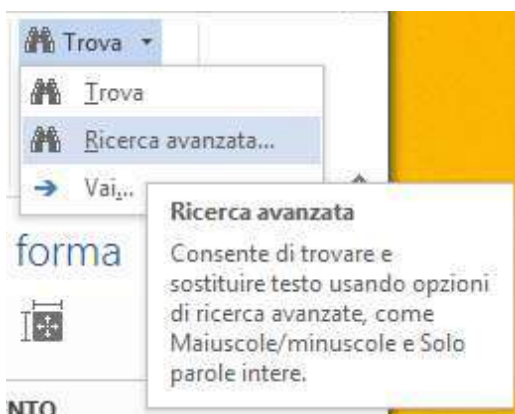 Trova
Trova
Ricerca avanzata...
Vai...
Ricerca avanzata
forma
Consente di trovare e
sostituire testo usando opzioni
di ricerca avanzate, come
Maiuscole/minuscole e Solo
parole intere.
NTO